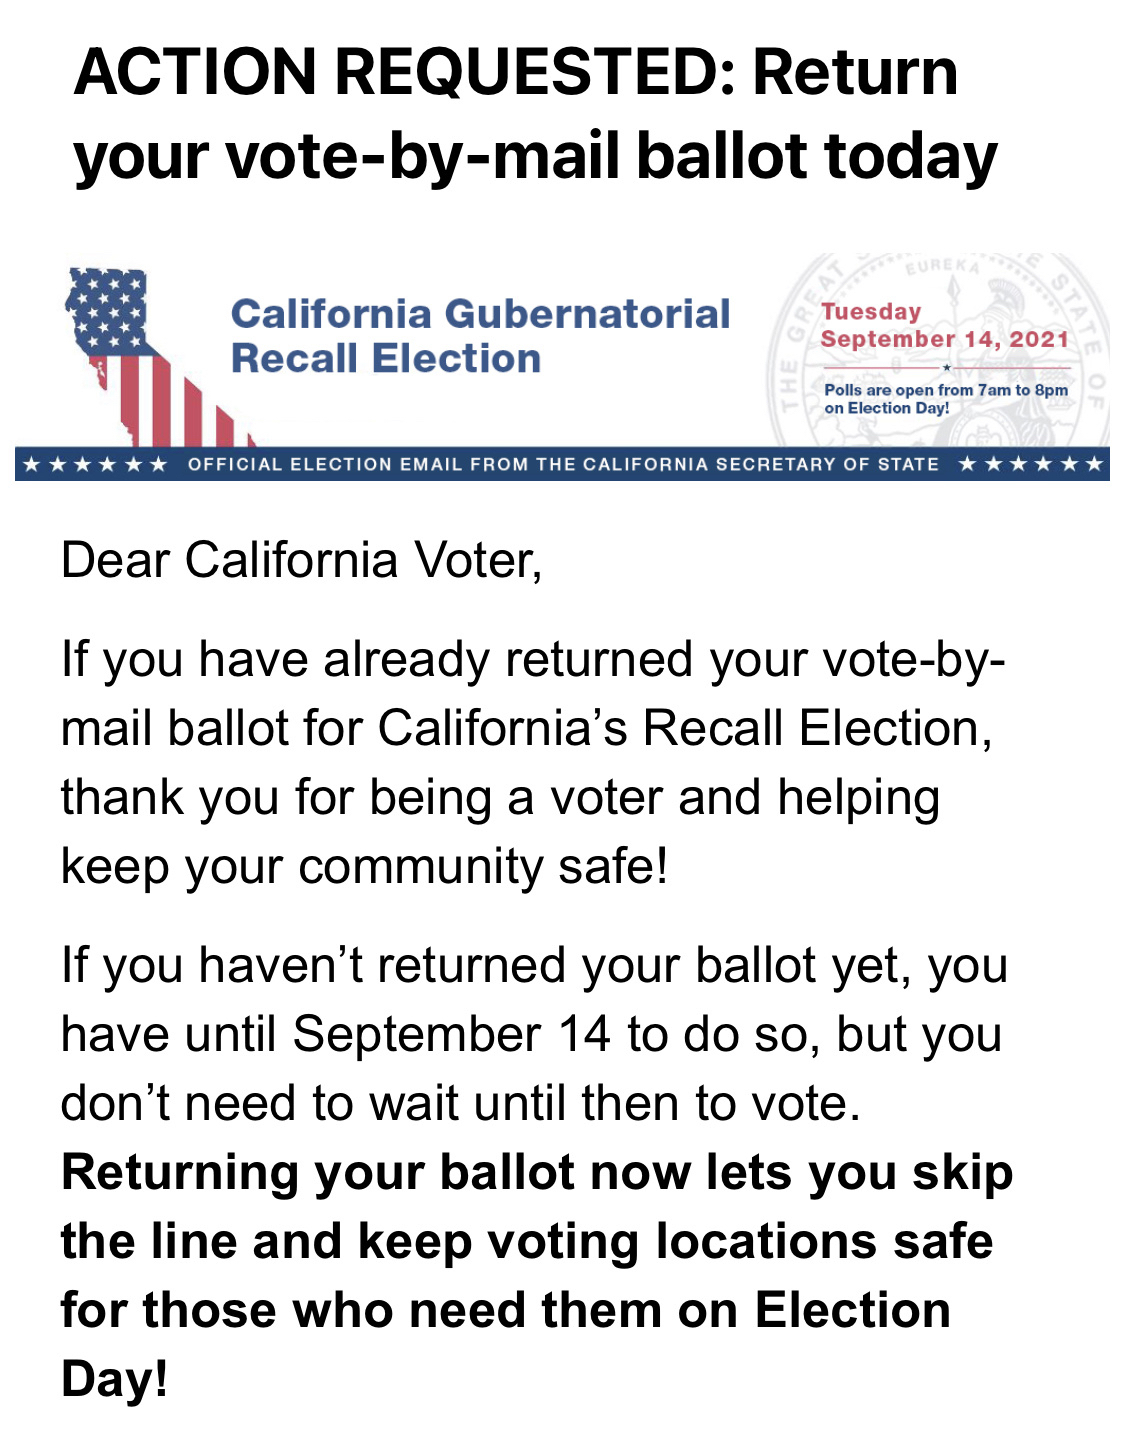 ACTION REQUESTED: Return
your vote-by-mail ballot today
California Gubernatorial
Recall Election
THE GREAT STATE OF
EUREKA
Tuesday
September 14, 2021
Polls are open from 7am to 8pm
on Election Day!
OFFICIAL ELECTION EMAIL FROM THE CALIFORNIA SECRETARY OF STATE
Dear California Voter,
If you have already returned your vote-by-
mail ballot for California’s Recall Election,
thank you for being a voter and helping
keep your community safe!
If you haven’t returned your ballot yet, you
have until September 14 to do so, but you
don’t need to wait until then to vote.
Returning your ballot now lets you skip
the line and keep voting locations safe
for those who need them on Election
Day!